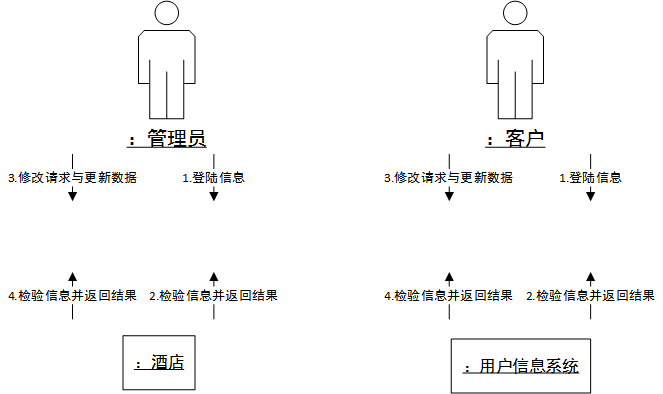 ：管理员
：客户
3.修改请求与更新数据
1.登陆信息
3.修改请求与更新数据
1.登陆信息
4.检验信息并返回结果
2.检验信息并返回结果
4.检验信息并返回结果
2.检验信息并返回结果
：酒店
：用户信息系统